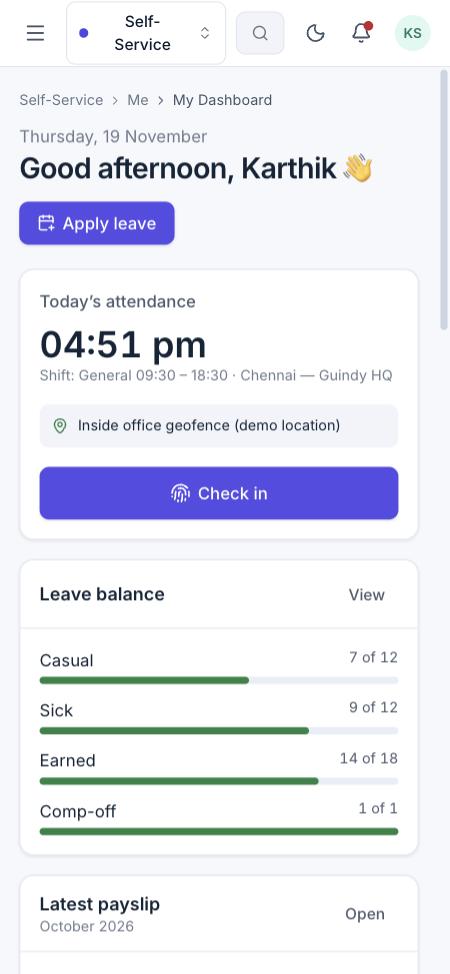 Self-
Service
KS
Self-Service > Me > My Dashboard
Thursday, 19 November
Good afternoon, Karthik 👋
Apply leave
Today’s attendance
04:51 pm
Shift: General 09:30 – 18:30 · Chennai — Guindy HQ
Inside office geofence (demo location)
Check in
Leave balance View
Casual 7 of 12
Sick 9 of 12
Earned 14 of 18
Comp-off 1 of 1
Latest payslip
October 2026
Open